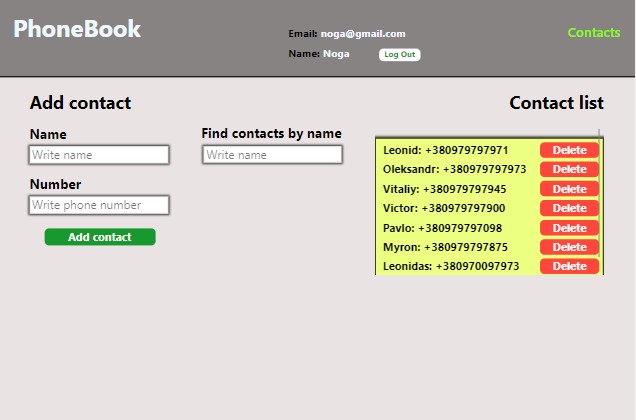 PhoneBook
Email: noga@gmail.com
Name: Noga
Log Out
Contacts
Add contact
Name
Write name
Number
Write phone number
Add contact
Find contacts by name
Write name
Contact list
Leonid: +380979797971 Delete
Oleksandr: +380979797973 Delete
Vitaliy: +380979797945 Delete
Victor: +380979797900 Delete
Pavlo: +380979797098 Delete
Myron: +380979797875 Delete
Leonidas: +380970097973 Delete